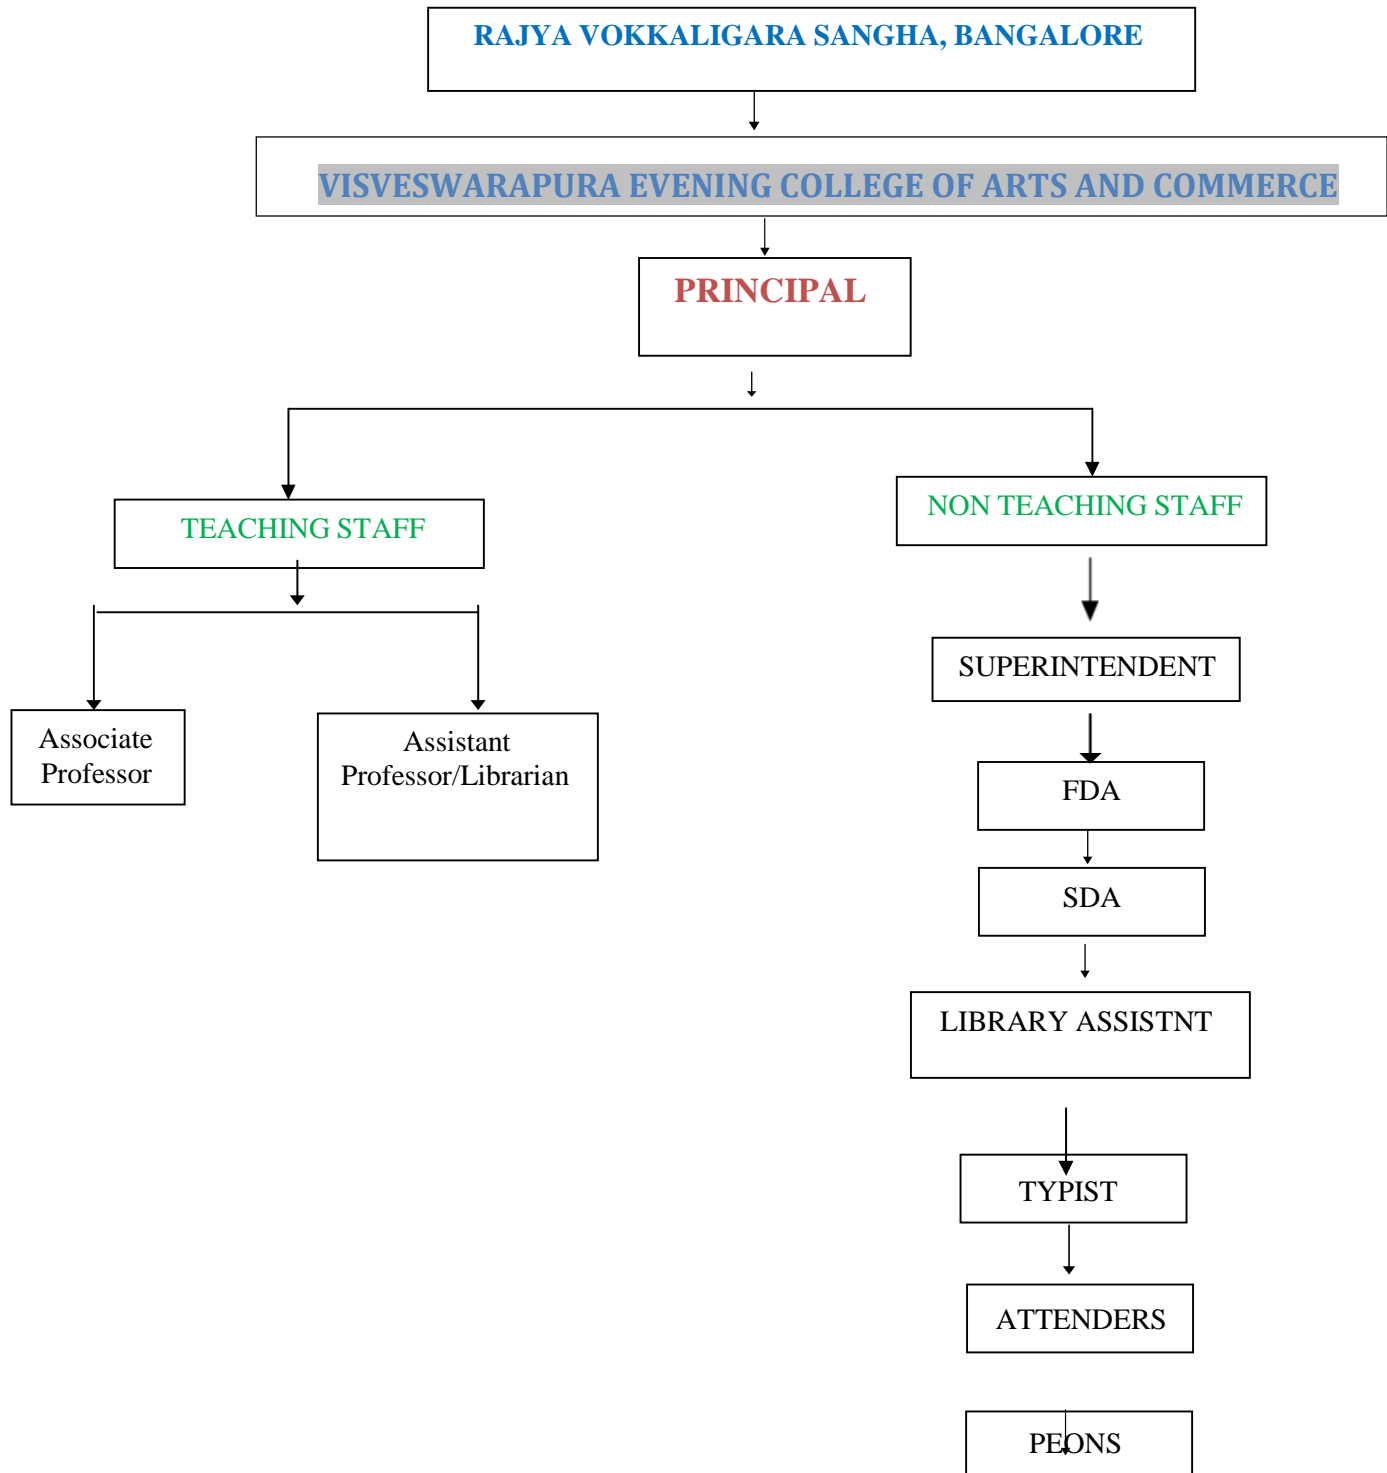 RAJYA VOKKALIGARA SANGHA, BANGALORE
VISVESWARAPURA EVENING COLLEGE OF ARTS AND COMMERCE
PRINCIPAL
TEACHING STAFF
NON TEACHING STAFF
Associate
Professor
Assistant
Professor/Librarian
SUPERINTENDENT
FDA
SDA
LIBRARY ASSISTNT
TYPIST
ATTENDERS
PEONS